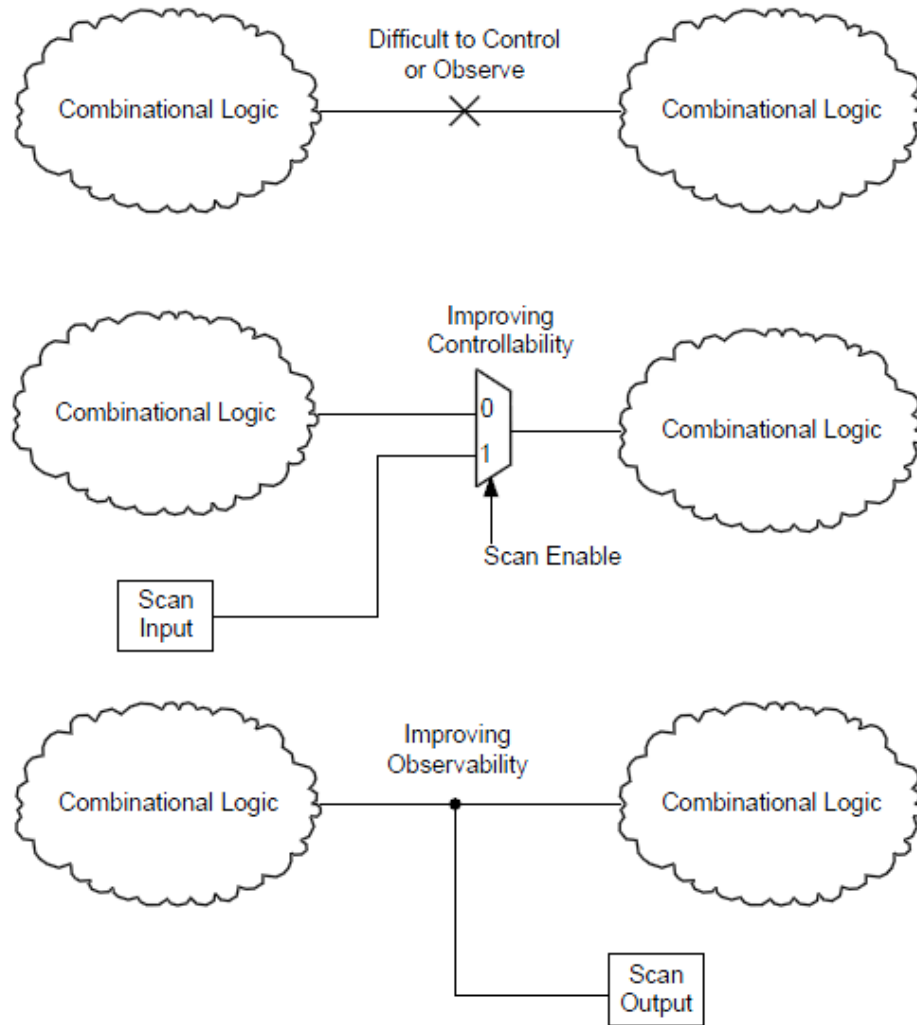 Difficult to Control
or Observe
Combinational Logic
Combinational Logic
Improving
Controllability
Combinational Logic
0
1
Combinational Logic
Scan Enable
Scan
Input
Improving
Observability
Combinational Logic
Combinational Logic
Scan
Output